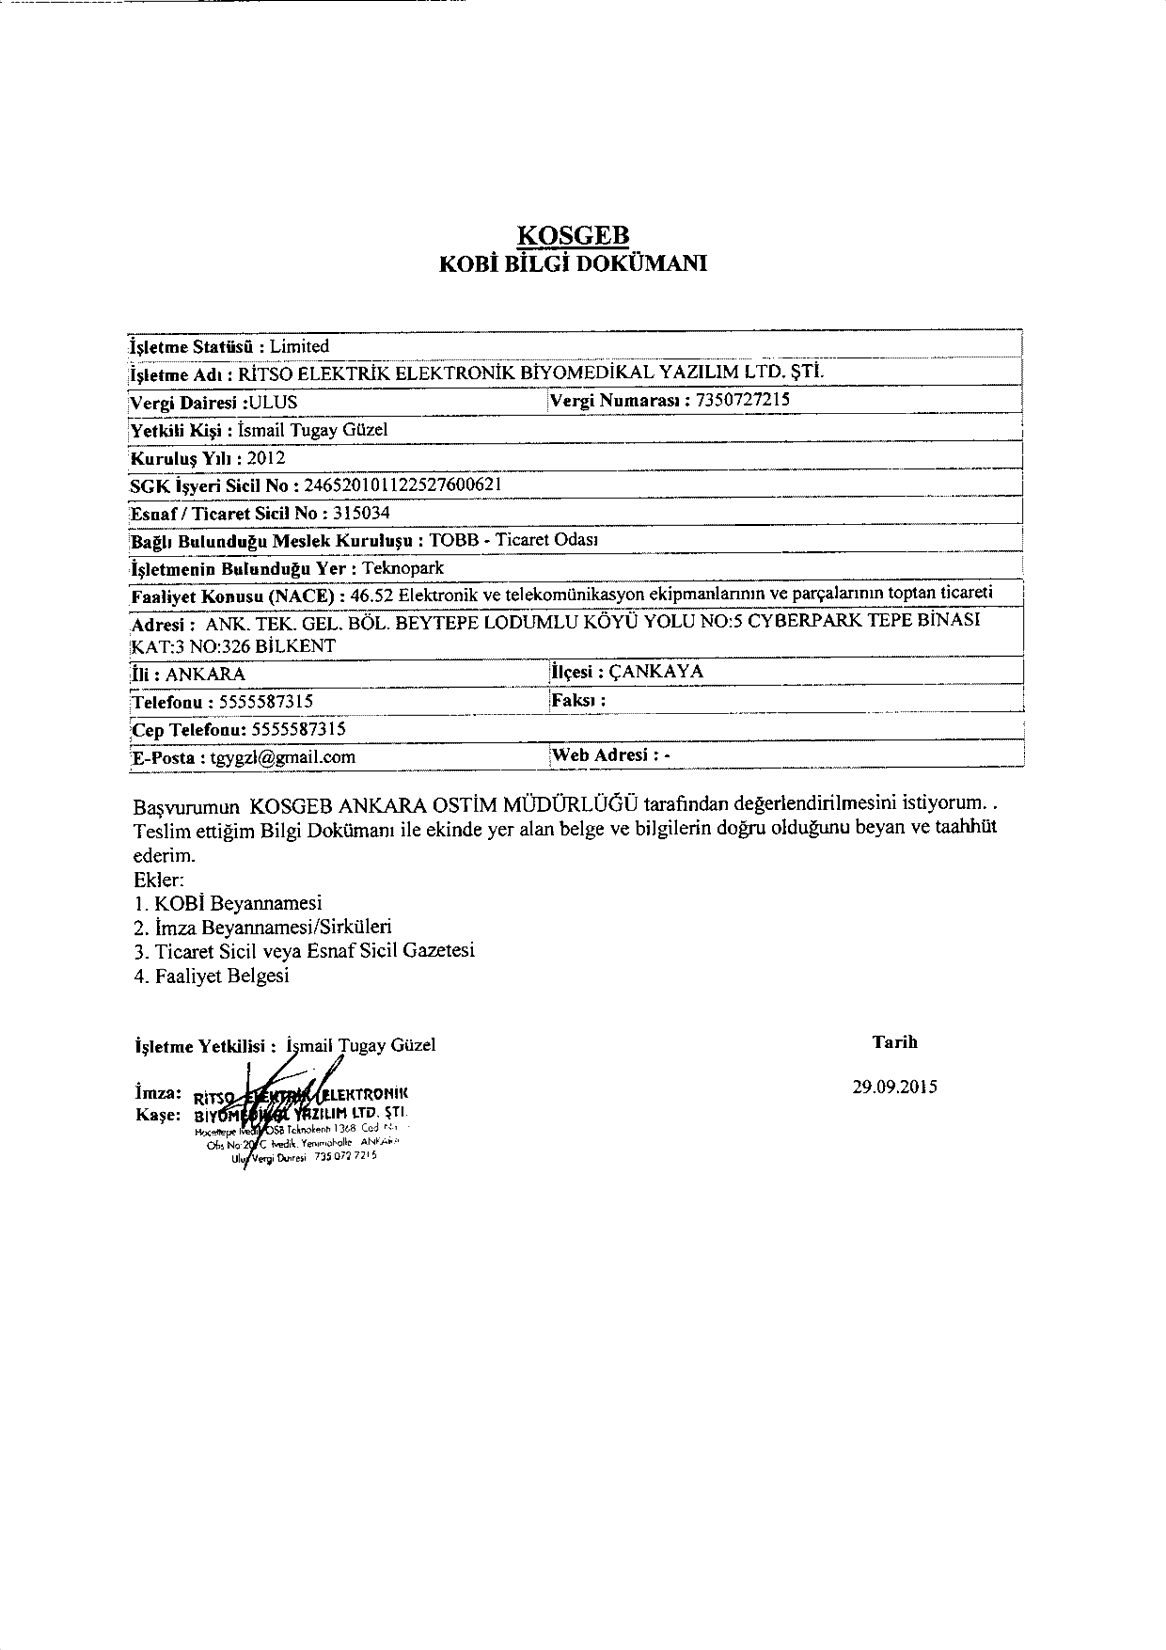 KOSGEB
KOBİ BİLGİ DOKÜMANI
İşletme Statüsü : Limited
İşletme Adı : RİTSO ELEKTRİK ELEKTRONİK BİYOMEDİKAL YAZILIM LTD. ŞTİ.
Vergi Dairesi :ULUS Vergi Numarası : 7350727215
Yetkili Kişi : İsmail Tugay Güzel
Kuruluş Yılı : 2012
SGK İşyeri Sicil No : 246520101122527600621
Esnaf / Ticaret Sicil No : 315034
Bağlı Bulunduğu Meslek Kuruluşu : TOBB - Ticaret Odası
İşletmenin Bulunduğu Yer : Teknopark
Faaliyet Konusu (NACE) : 46.52 Elektronik ve telekomünikasyon ekipmanlarının ve parçalarının toptan ticareti
Adresi : ANK. TEK. GEL. BÖL. BEYTEPE LODUMLU KÖYÜ YOLU NO:5 CYBERPARK TEPE BİNASI
KAT:3 NO:326 BİLKENT
İli : ANKARA İlçesi : ÇANKAYA
Telefonu : 5555587315 Faksı :
Cep Telefonu: 5555587315
E-Posta : tgygzl@gmail.com Web Adresi : -
Başvurumun KOSGEB ANKARA OSTİM MÜDÜRLÜĞÜ tarafından değerlendirilmesini istiyorum. .
Teslim ettiğim Bilgi Dokümanı ile ekinde yer alan belge ve bilgilerin doğru olduğunu beyan ve taahhüt
ederim.
Ekler:
1. KOBİ Beyannamesi
2. İmza Beyannamesi/Sirküleri
3. Ticaret Sicil veya Esnaf Sicil Gazetesi
4. Faaliyet Belgesi
İşletme Yetkilisi : İsmail Tugay Güzel
Tarih
29.09.2015
İmza:
Kaşe:
RİTSO ELEKTRİK ELEKTRONİK
BİYOMEDİKAL YAZILIM LTD. ŞTİ.
Hacettepe İvedik OSB Teknokenti 1368 Cad
Ofis No:20/C İvedik. Yenimahalle ANKARA
Ulus Vergi Dairesi 735 072 7215